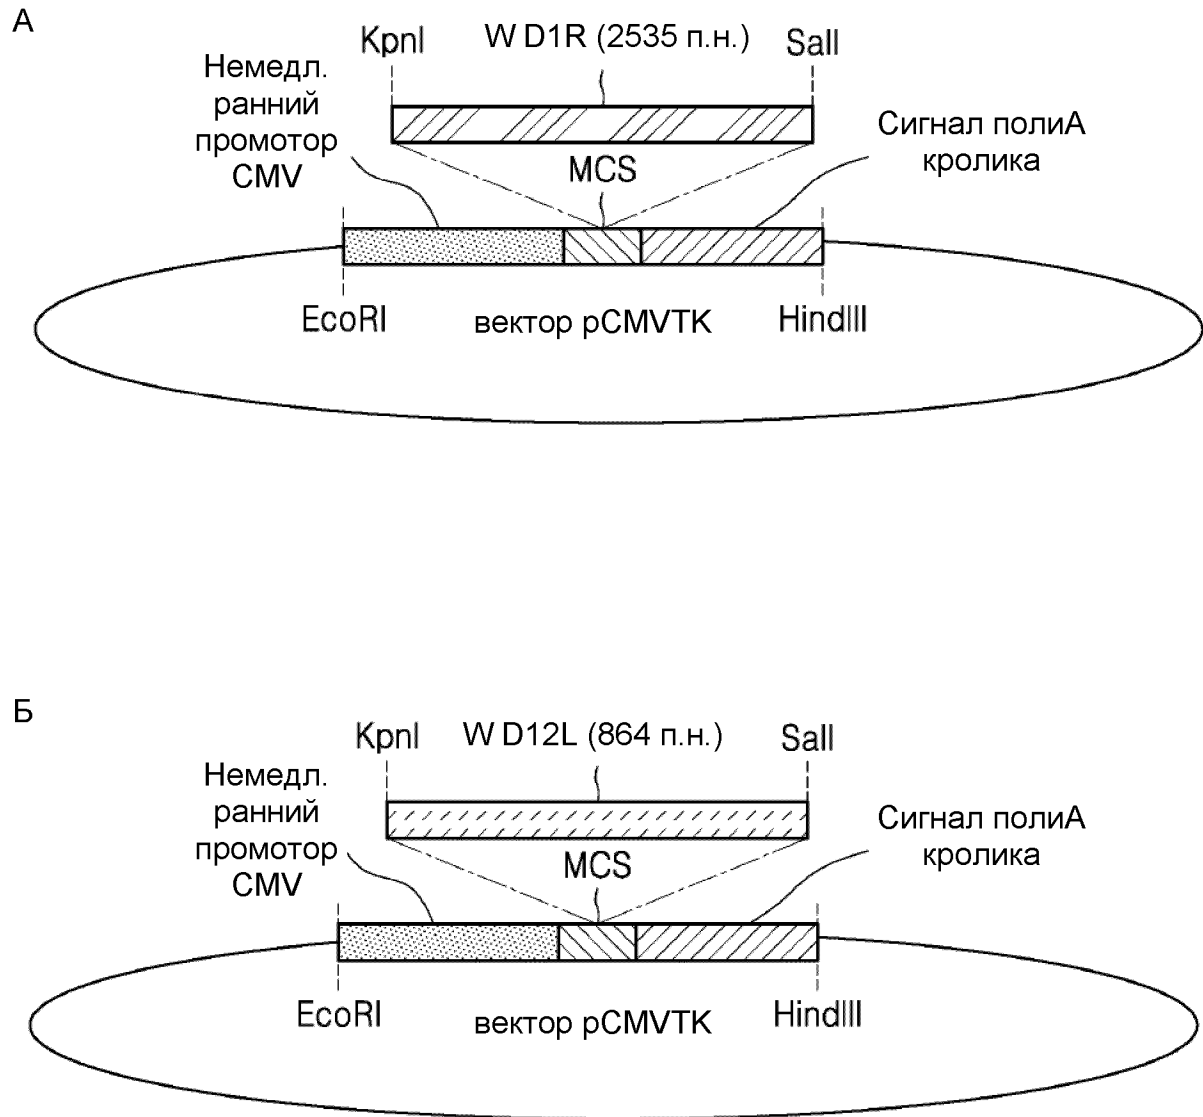 А
KpnI
W D1R (2535 п.н.)
SalI
Немедл.
ранний
промотор
CMV
MCS
Сигнал полиА
кролика
EcoRI
вектор pCMVTK
HindIII
Б
KpnI
W D12L (864 п.н.)
SalI
Немедл.
ранний
промотор
CMV
MCS
Сигнал полиА
кролика
EcoRI
вектор pCMVTK
HindIII